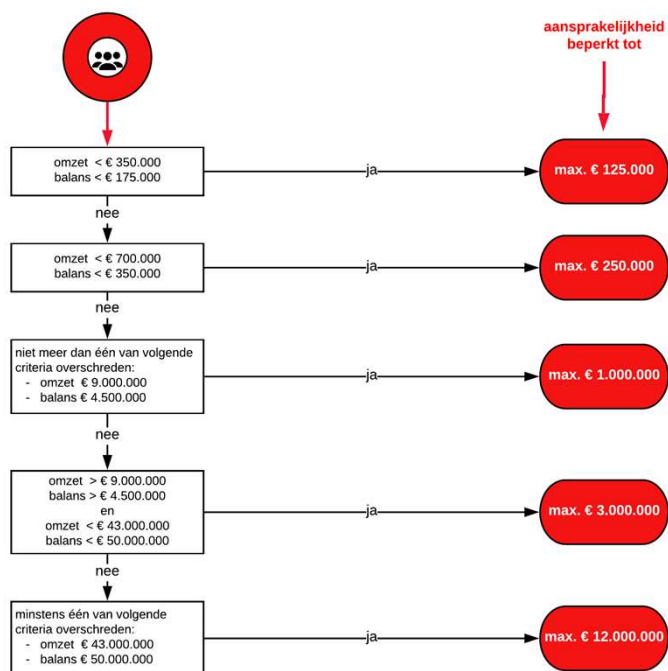 aansprakelijkheid
beperkt tot
omzet < € 350.000
balans < € 175.000
ja
max. € 125.000
nee
omzet < € 700.000
balans < € 350.000
ja
max. € 250.000
nee
niet meer dan één van volgende
criteria overschreden:
- omzet € 9.000.000
- balans € 4.500.000
ja
max. € 1.000.000
nee
omzet > € 9.000.000
balans > € 4.500.000
en
omzet < € 43.000.000
balans < € 50.000.000
ja
max. € 3.000.000
nee
minstens één van volgende
criteria overschreden:
- omzet € 43.000.000
- balans € 50.000.000
ja
max. € 12.000.000